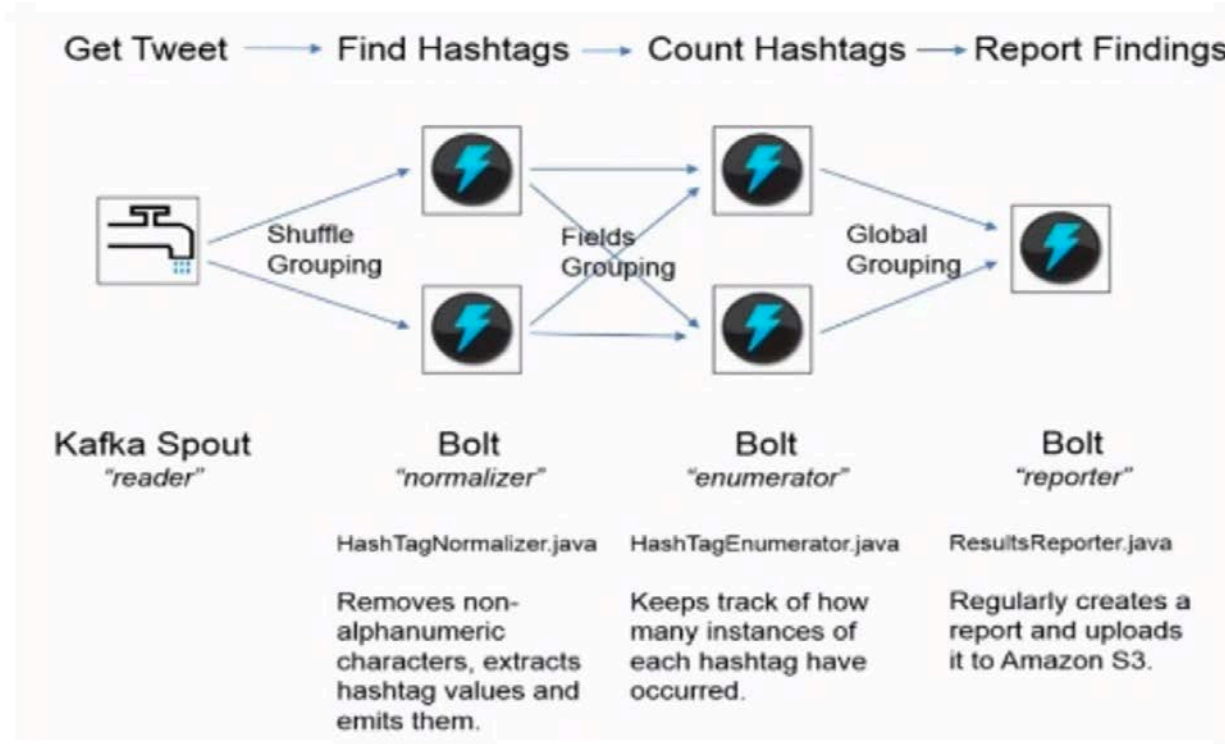 Get Tweet
Find Hashtags
Count Hashtags
Report Findings
Shuffle
Grouping
Fields
Grouping
Global
Grouping
Kafka Spout
"reader"
Bolt
"normalizer"
Bolt
"enumerator"
Bolt
"reporter"
HashTagNormalizer.java
Removes non-
alphanumeric
characters, extracts
hashtag values and
emits them.
HashTagEnumerator.java
Keeps track of how
many instances of
each hashtag have
occurred.
ResultsReporter.java
Regularly creates a
report and uploads
it to Amazon S3.